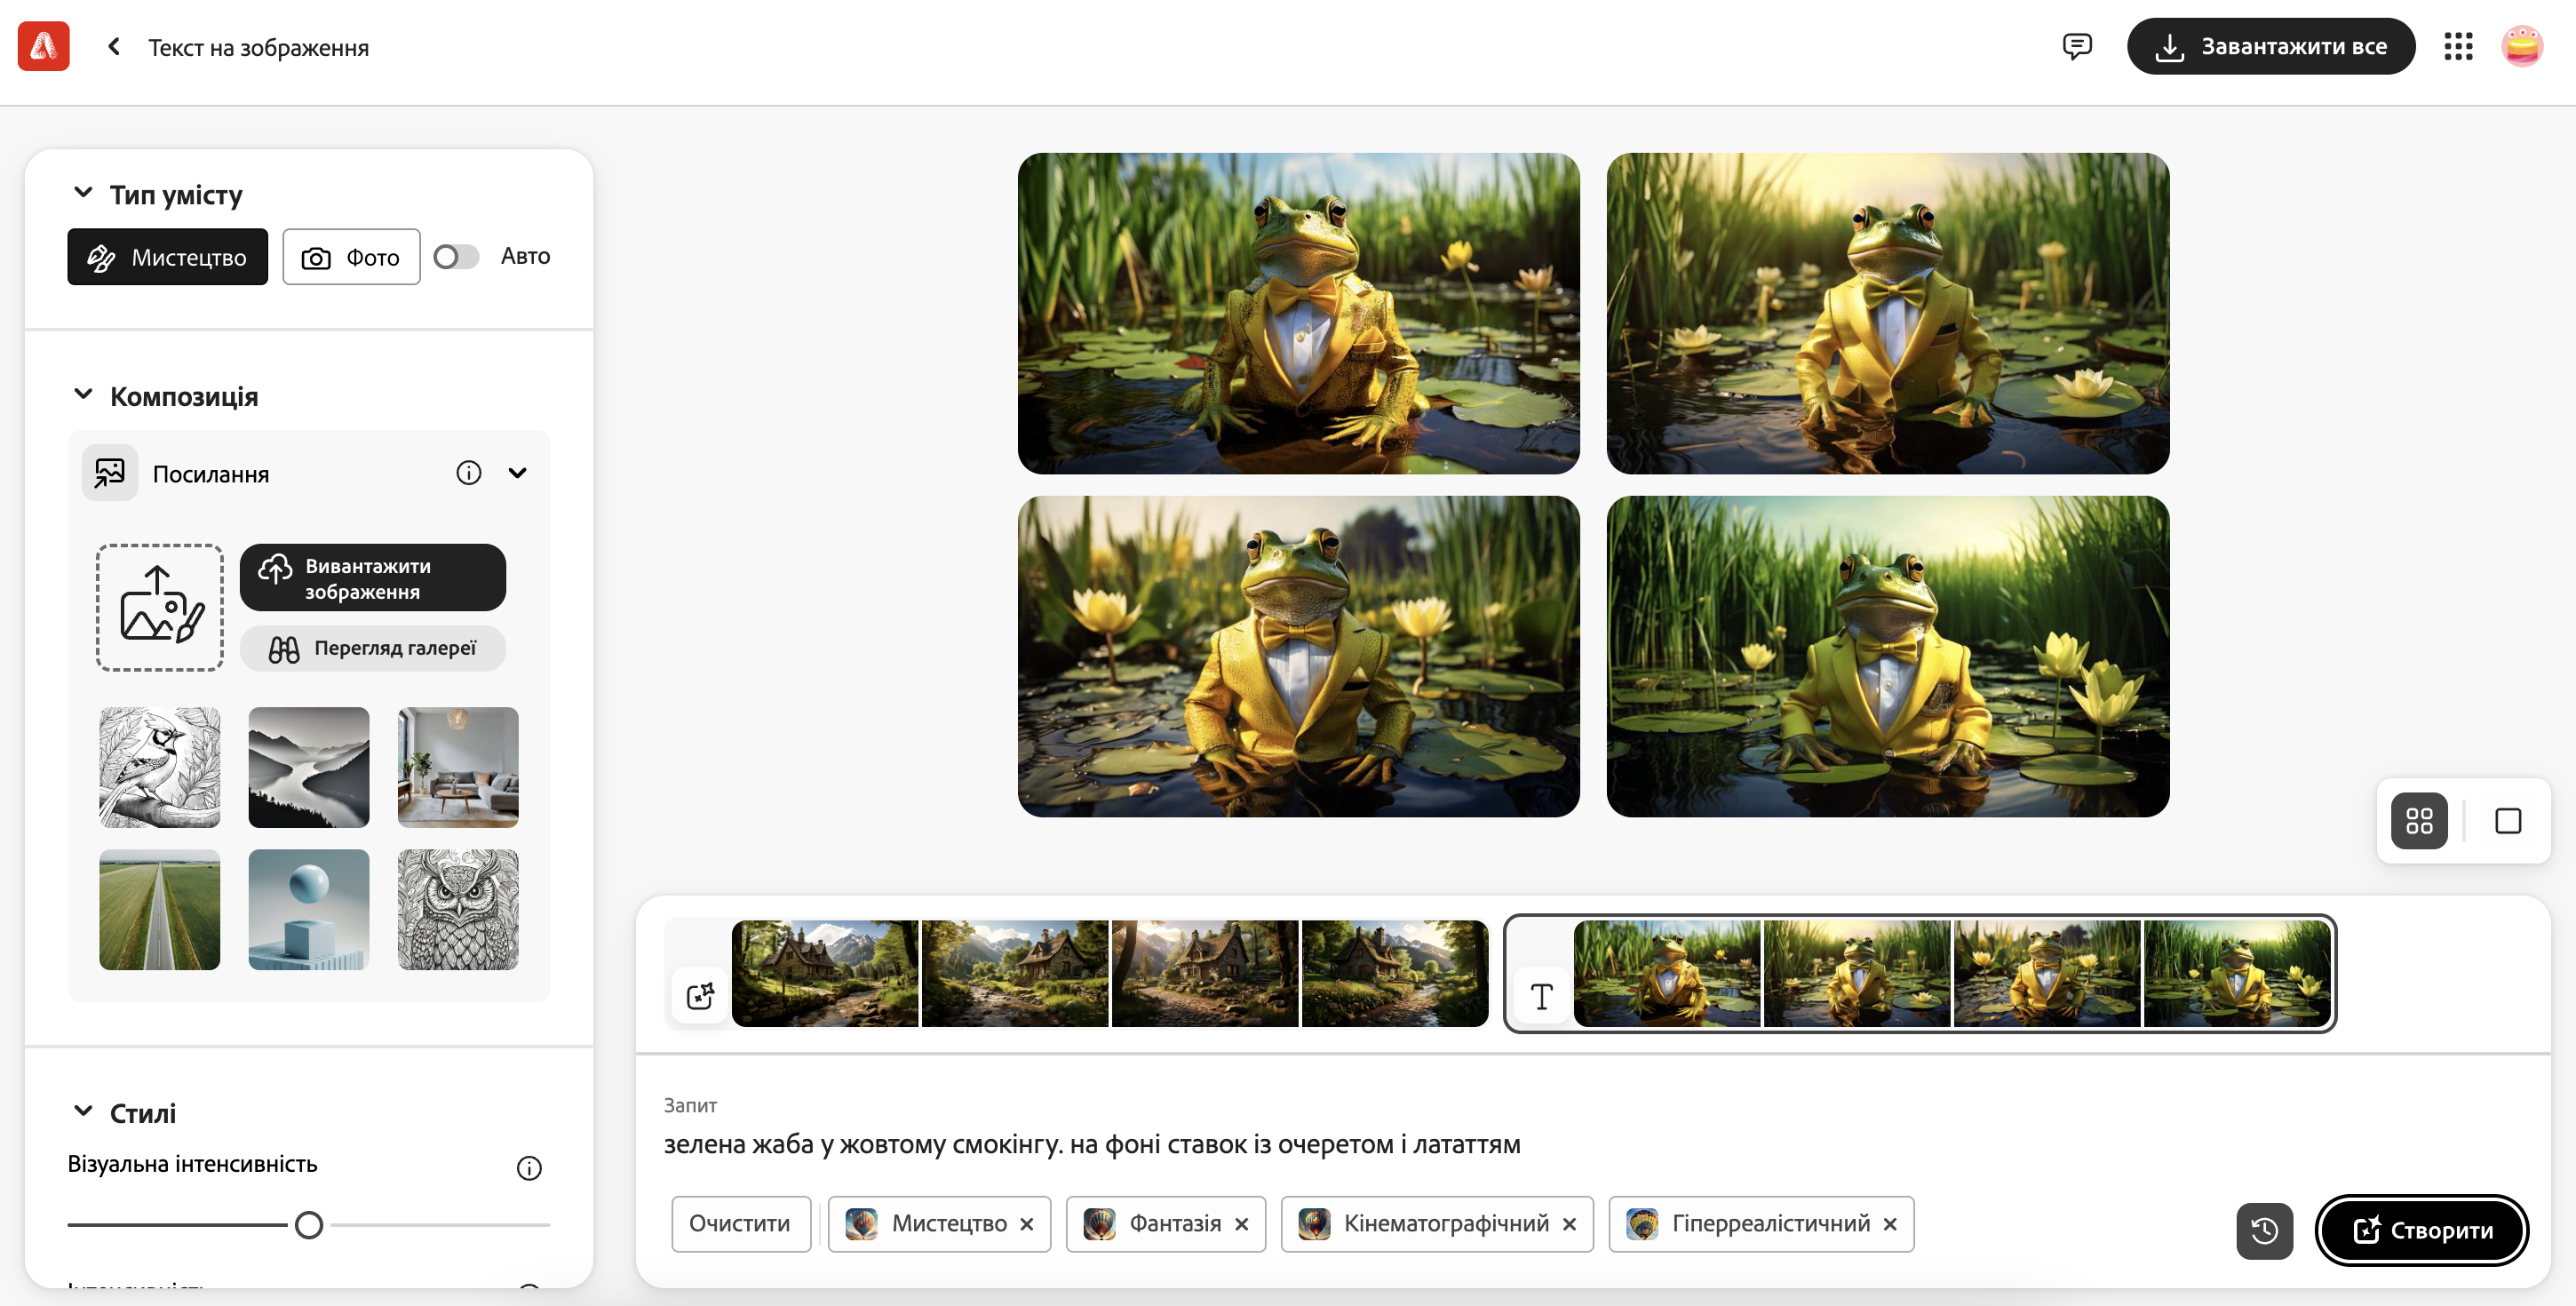 Текст на зображення
Завантажити все
Тип умісту
Мистецтво
Фото
Авто
Композиція
Посилання
Вивантажити
зображення
Перегляд галереї
Стилі
Візуальна інтенсивність
T
Запит
зелена жаба у жовтому смокінгу. на фоні ставок із очеретом і лататтям
Очистити
Мистецтво
Фантазія
Кінематографічний
Гіперреалістичний
Створити